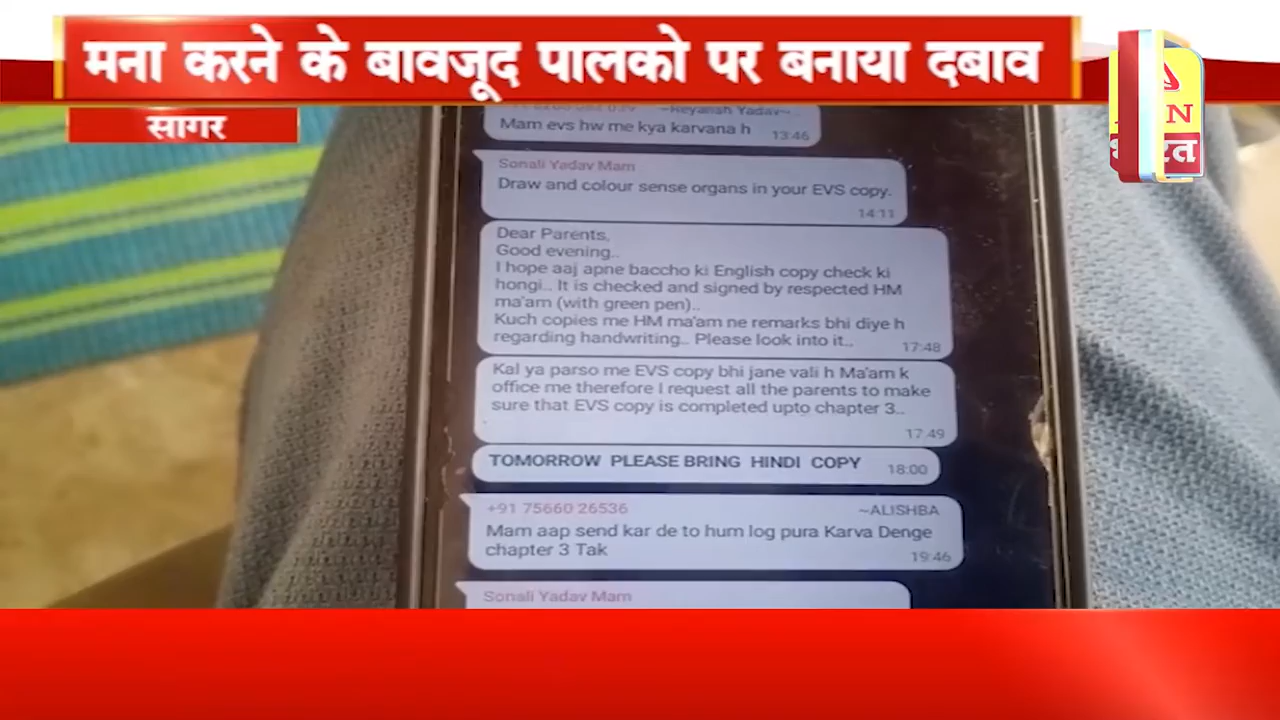 मना करने के बावजूद पालको पर बनाया दबाव
सागर
N
भारत
~Reyansh Yadav~
Mam evs hw me kya karvana h 13:46
Sonali Yadav Mam
Draw and colour sense organs in your EVS copy.
14:11
Dear Parents,
Good evening..
I hope aaj apne baccho ki English copy check ki
hongi.. It is checked and signed by respected HM
ma'am (with green pen)..
Kuch copies me HM ma'am ne remarks bhi diye h
regarding handwriting.. Please look into it.. 17:48
Kal ya parso me EVS copy bhi jane vali h Ma'am k
office me therefore I request all the parents to make
sure that EVS copy is completed upto chapter 3..
17:49
TOMORROW PLEASE BRING HINDI COPY 18:00
+91 75660 26536 ~ALISHBA
Mam aap send kar de to hum log pura Karva Denge
chapter 3 Tak 19:46
Sonali Yadav Mam